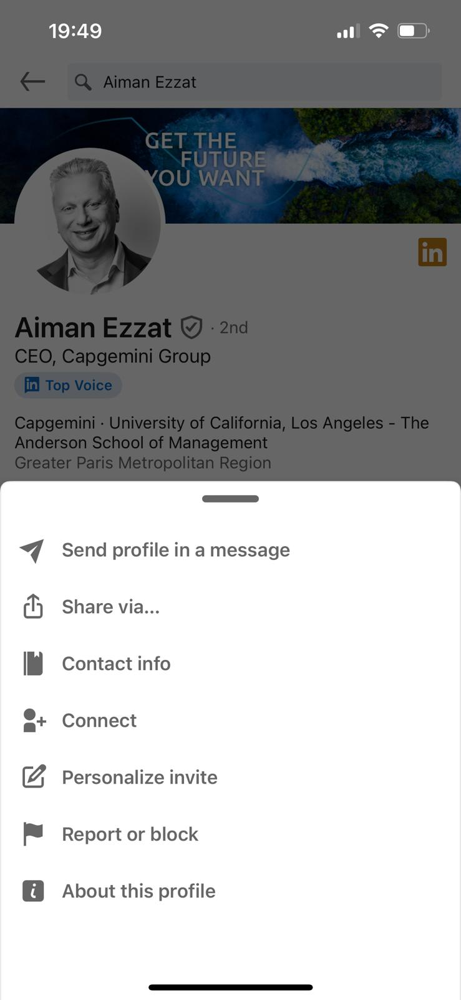 19:49
Aiman Ezzat
GET THE
FUTURE
YOU WANT
in
Aiman Ezzat · 2nd
CEO, Capgemini Group
in Top Voice
Capgemini · University of California, Los Angeles - The
Anderson School of Management
Greater Paris Metropolitan Region
Send profile in a message
Share via...
Contact info
Connect
Personalize invite
Report or block
About this profile